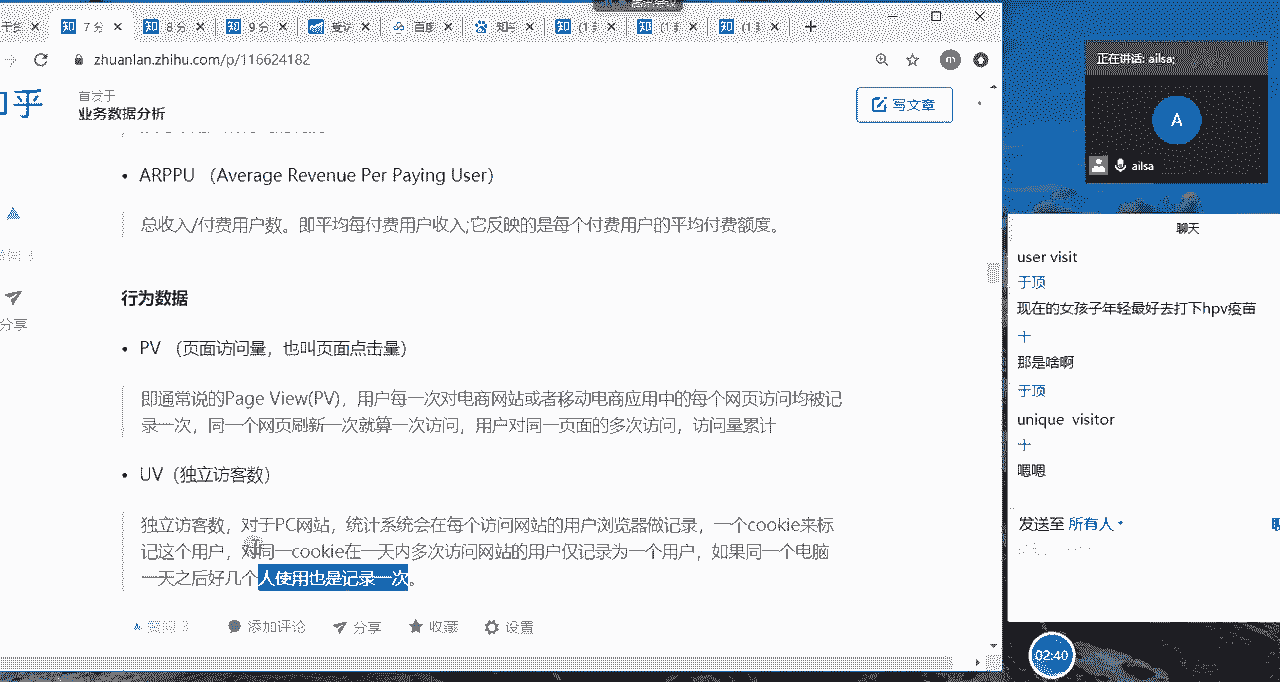 7 分
8 分
9 分
百度
知乎
知 (1 
知 (1 
知 (1 
zhuanlan.zhihu.com/p/116624182
m
正在讲话: ailsa;
A
ailsa
首发于
业务数据分析
写文章
• ARPPU （Average Revenue Per Paying User）
总收入/付费用户数。即平均每付费用户收入;它反映的是每个付费用户的平均付费额度。
行为数据
• PV （页面访问量，也叫页面点击量）
即通常说的Page View(PV)，用户每一次对电商网站或者移动电商应用中的每个网页访问均被记
录一次，同一个网页刷新一次就算一次访问，用户对同一页面的多次访问，访问量累计
• UV（独立访客数）
独立访客数，对于PC网站，统计系统会在每个访问网站的用户浏览器做记录，一个cookie来标
记这个用户，对同一cookie在一天内多次访问网站的用户仅记录为一个用户，如果同一个电脑
一天之后好几个人使用也是记录一次。
赞同 3
添加评论
分享
收藏
设置
分享
聊天
user visit
于顶
现在的女孩子年轻最好去打下hpv疫苗
十
那是啥啊
于顶
unique visitor
十
嗯嗯
发送至 所有人
02:40